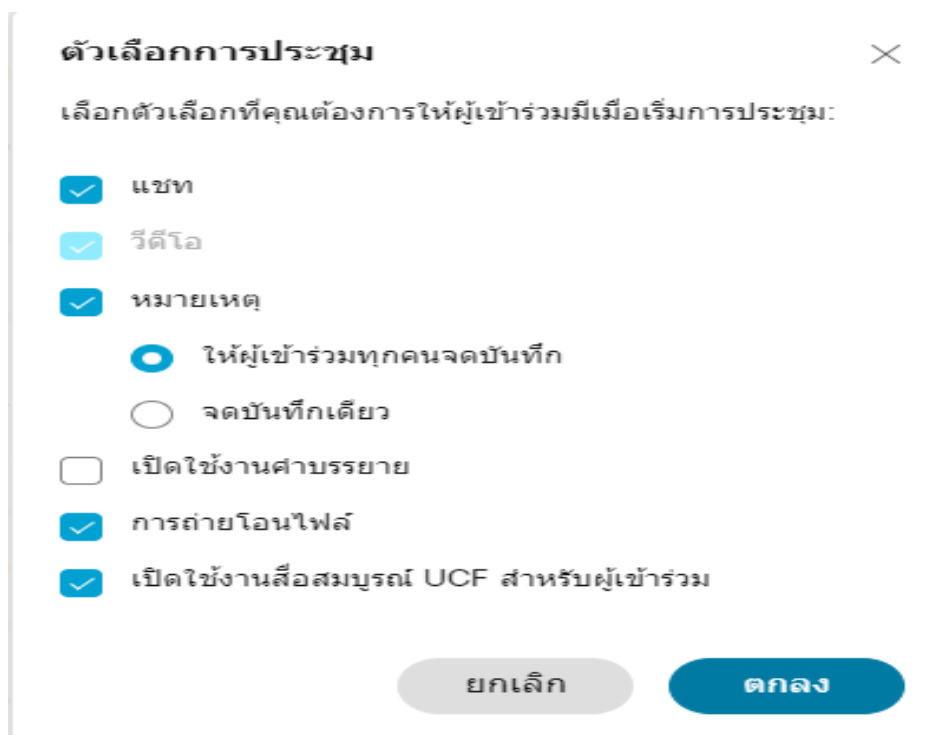 ตัวเลือกการประชุม
เลือกตัวเลือกที่คุณต้องการให้ผู้เข้าร่วมมีเมื่อเริ่มการประชุม:
แชท
วีดีโอ
หมายเหตุ
ให้ผู้เข้าร่วมทุกคนจดบันทึก
จดบันทึกเดียว
เปิดใช้งานคำบรรยาย
การถ่ายโอนไฟล์
เปิดใช้งานสื่อสมบูรณ์ UCF สำหรับผู้เข้าร่วม
ยกเลิก ตกลง